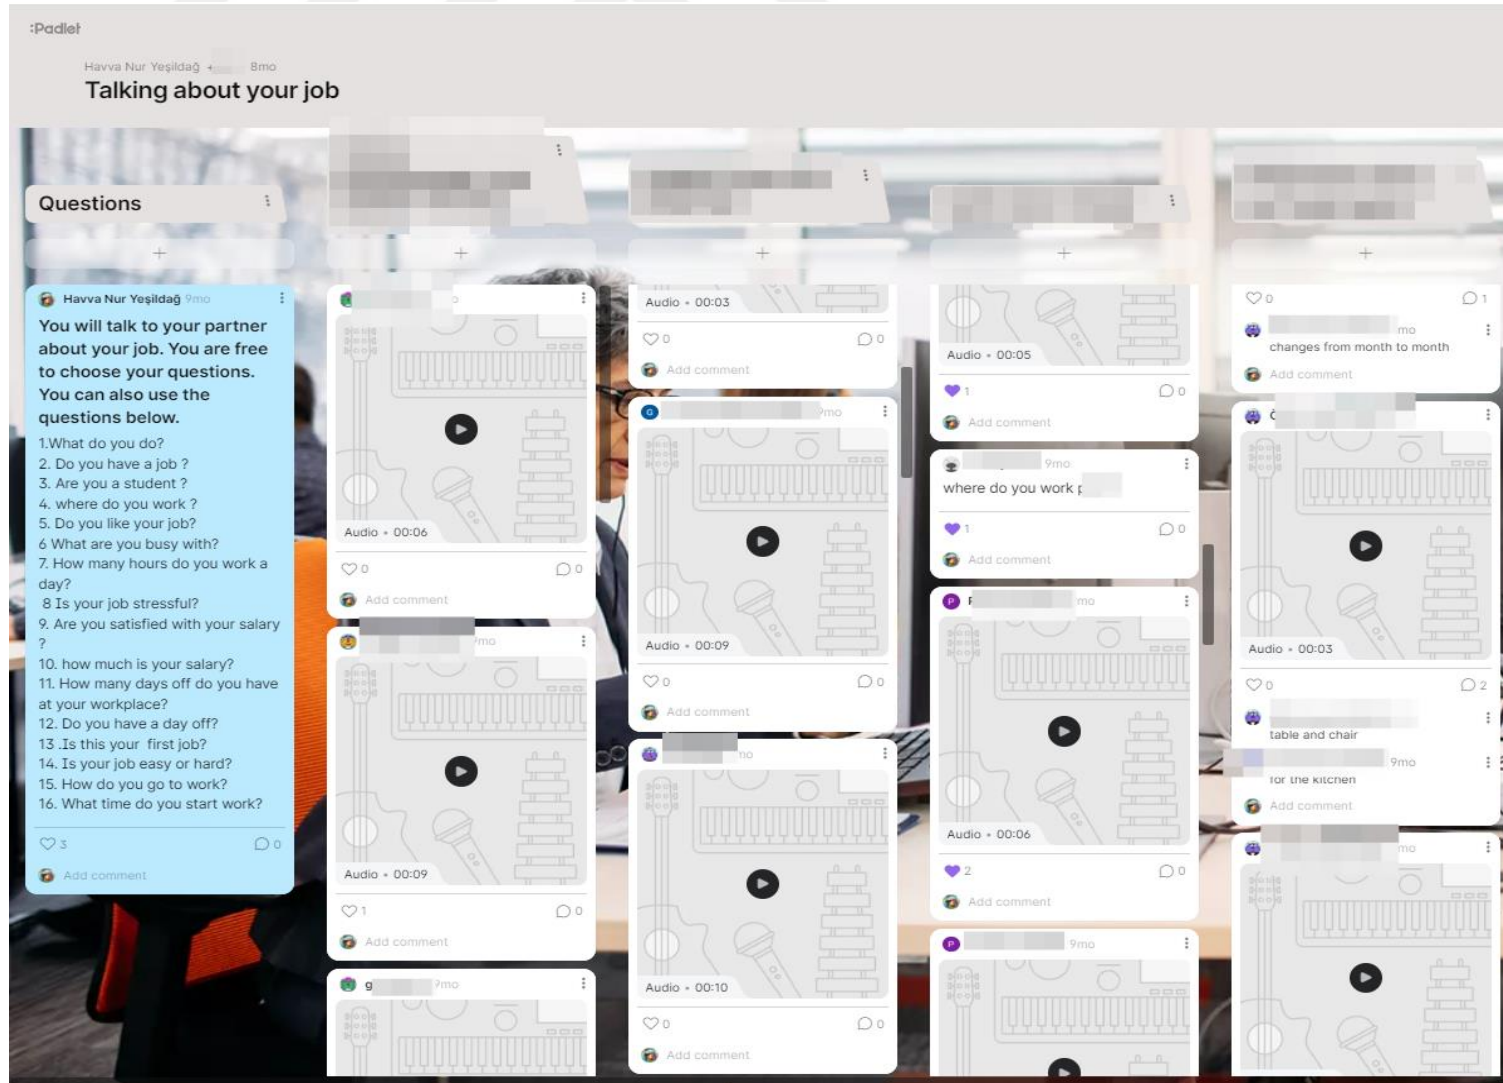 :Padlet
Havva Nur Yeşildağ + 8mo
Talking about your job
Questions
Havva Nur Yeşildağ 9mo
You will talk to your partner
about your job. You are free
to choose your questions.
You can also use the
questions below.
1.What do you do?
2. Do you have a job ?
3. Are you a student ?
4. where do you work ?
5. Do you like your job?
6 What are you busy with?
7. How many hours do you work a
day?
8 Is your job stressful?
9. Are you satisfied with your salary
?
10. how much is your salary?
11. How many days off do you have
at your workplace?
12. Do you have a day off?
13 .Is this your first job?
14. Is your job easy or hard?
15. How do you go to work?
16. What time do you start work?
3 0
Add comment
Audio • 00:06
0 0
Add comment
9mo
Audio • 00:09
1 0
Add comment
g 9mo
Audio • 00:03
0 0
Add comment
G 9mo
Audio • 00:09
0 0
Add comment
mo
Audio • 00:10
0 0
Add comment
Audio • 00:05
1 0
Add comment
9mo
where do you work p
1 0
Add comment
P mo
Audio • 00:06
2 0
Add comment
P 9mo
0 1
mo
changes from month to month
Add comment
Audio • 00:03
0 2
table and chair
9mo
for the kitchen
Add comment
mo